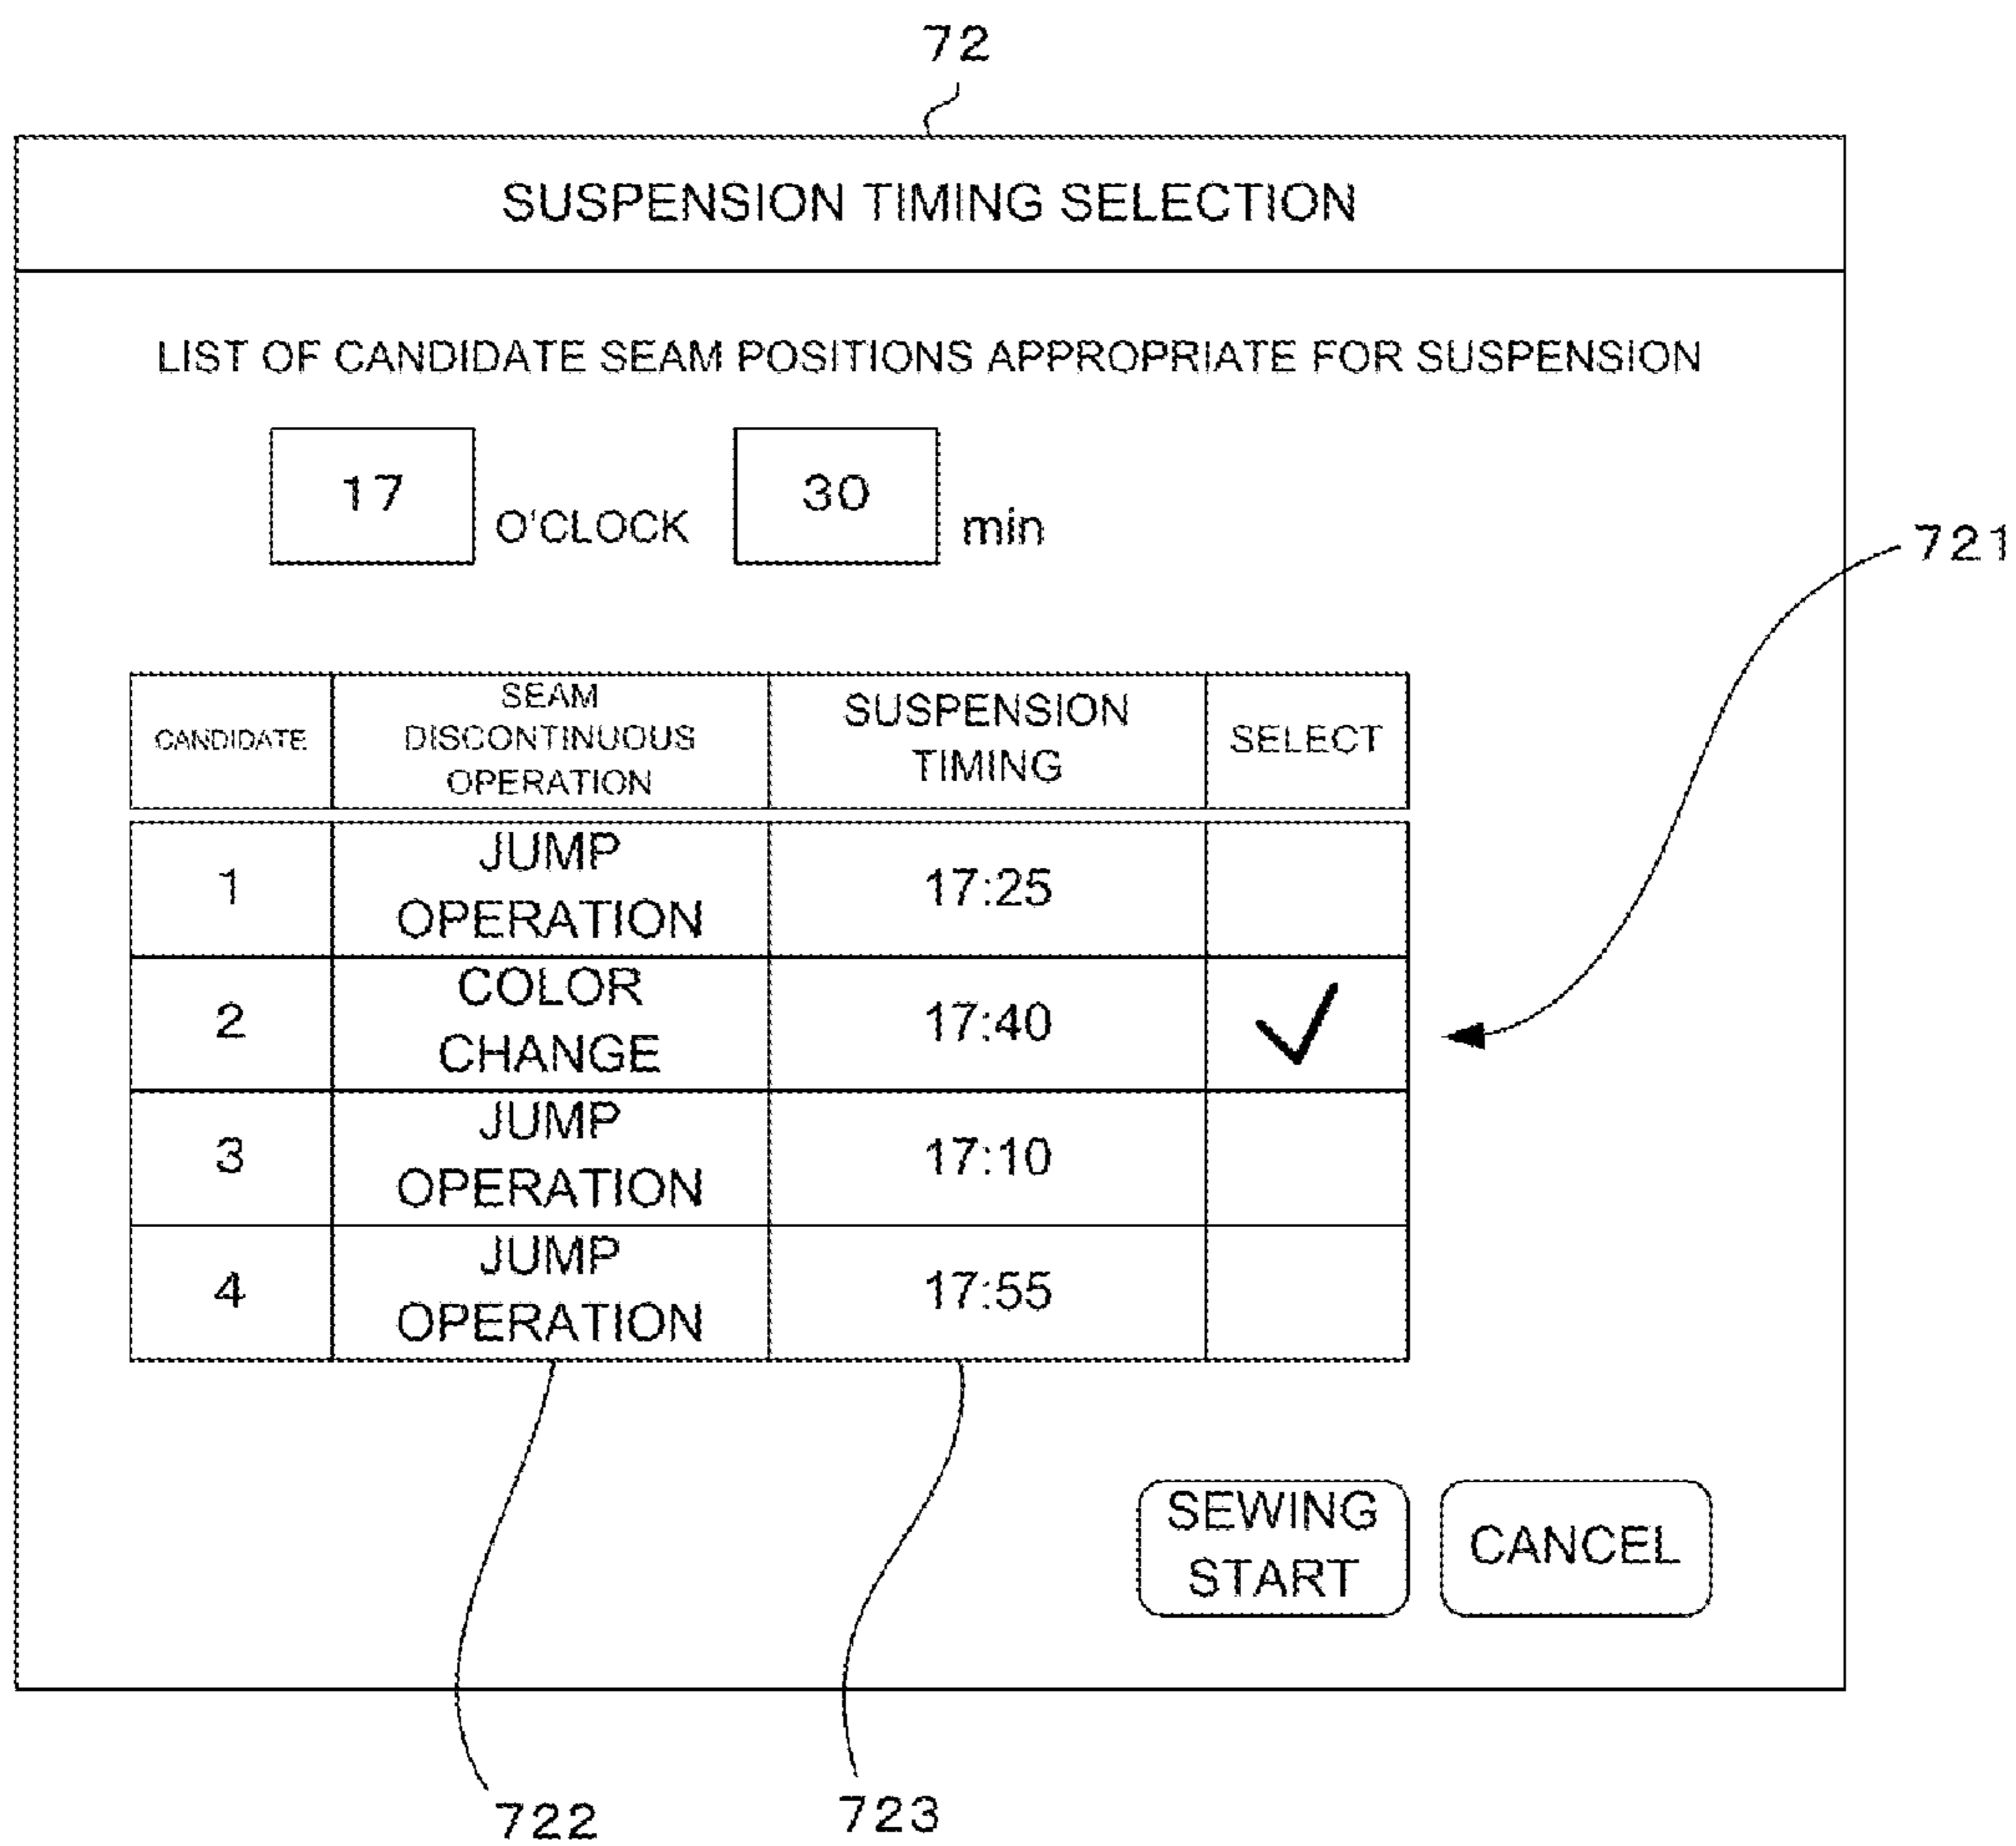 72
SUSPENSION TIMING SELECTION
LIST OF CANDIDATE SEAM POSITIONS APPROPRIATE FOR SUSPENSION
17 O'CLOCK 30 min
721
CANDIDATE
SEAM
DISCONTINUOUS
OPERATION
SUSPENSION
TIMING
SELECT
1
JUMP
OPERATION
17:25
2
COLOR
CHANGE
17:40
3
JUMP
OPERATION
17:10
4
JUMP
OPERATION
17:55
SEWING
START
CANCEL
722
723